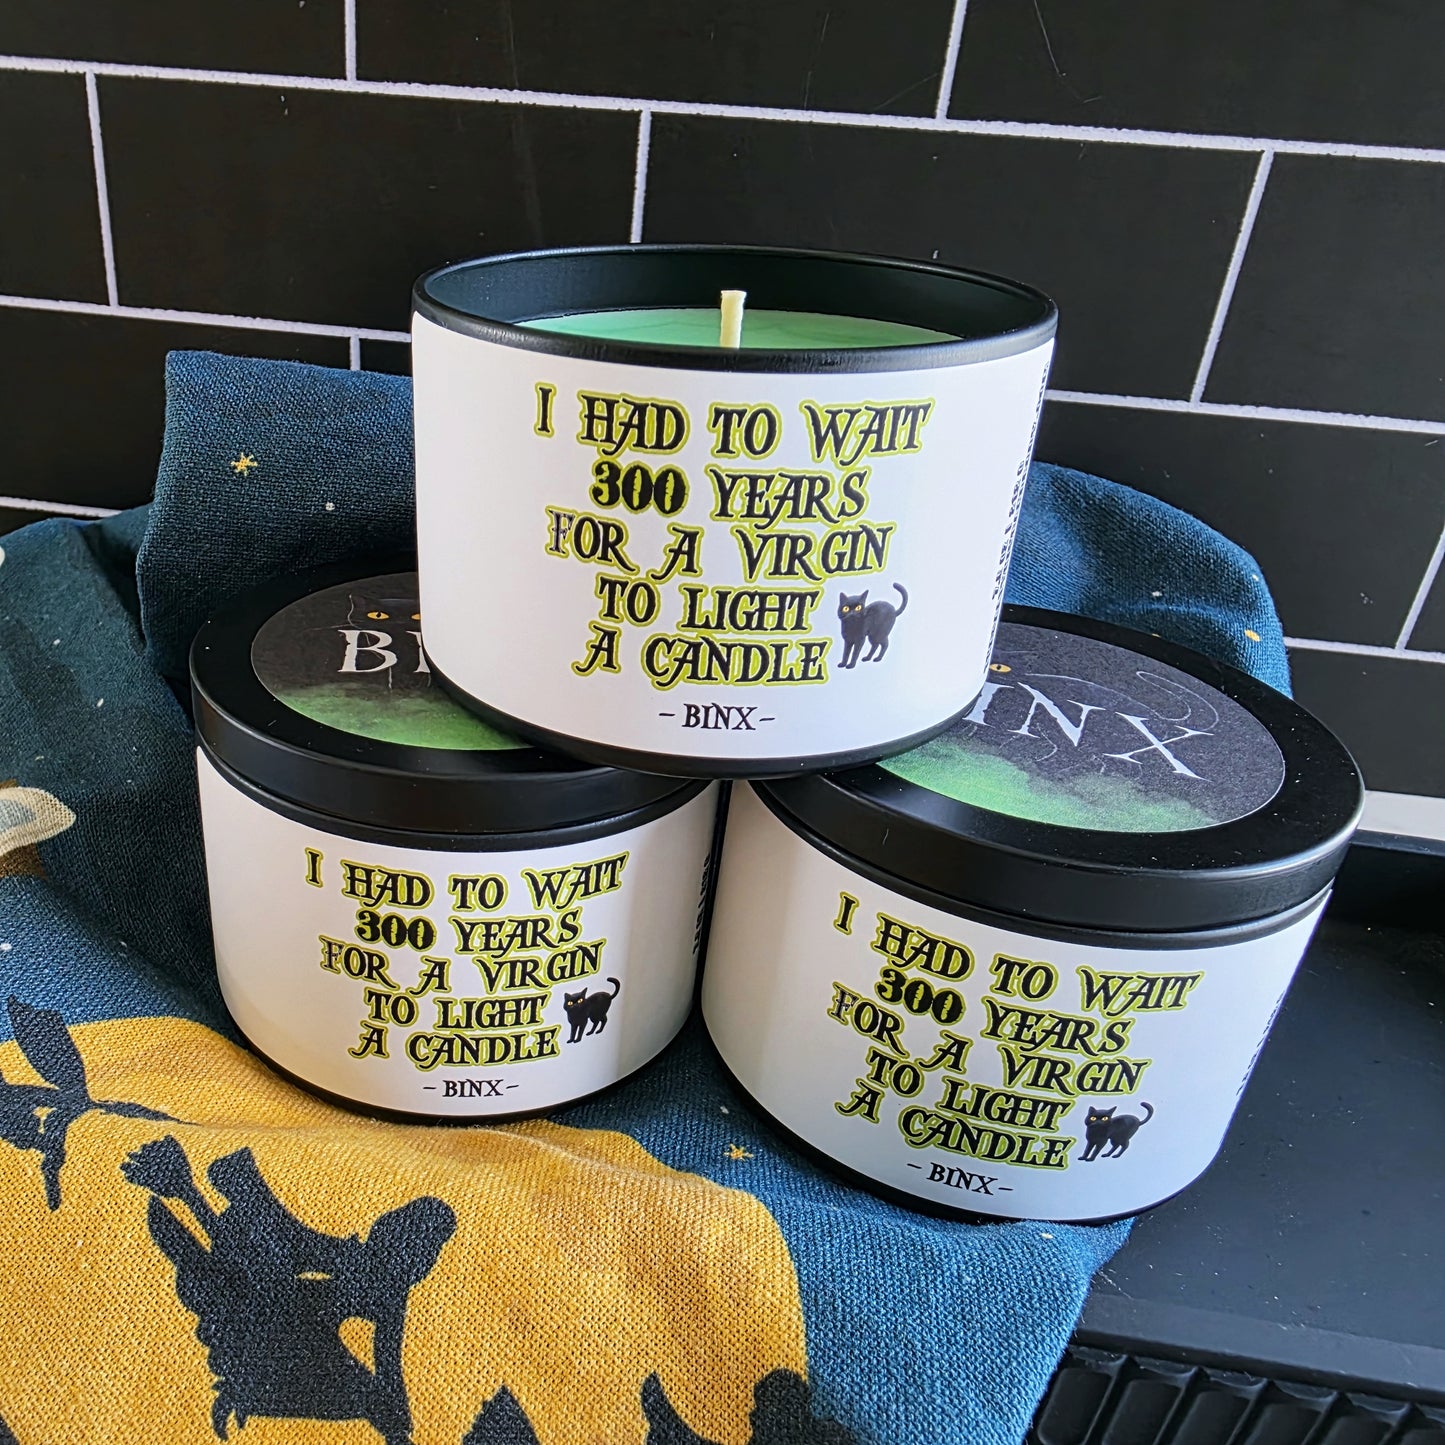 I HAD TO WAIT
300 YEARS
FOR A VIRGIN
TO LIGHT
A CANDLE
- BINX -
INX
I HAD TO WAIT
300 YEARS
FOR A VIRGIN
TO LIGHT
A CANDLE
- BINX -
I HAD TO WAIT
300 YEARS
FOR A VIRGIN
TO LIGHT
A CANDLE
- BINX -